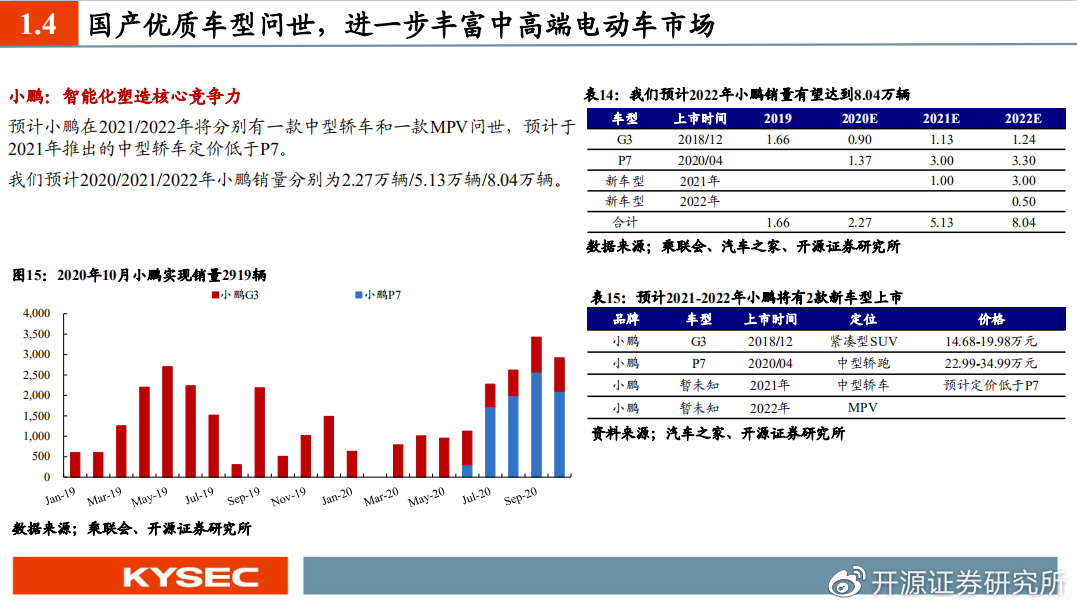 1.4 国产优质车型问世，进一步丰富中高端电动车市场
小鹏：智能化塑造核心竞争力
预计小鹏在2021/2022年将分别有一款中型轿车和一款MPV问世，预计于
2021年推出的中型轿车定价低于P7。
我们预计2020/2021/2022年小鹏销量分别为2.27万辆/5.13万辆/8.04万辆。
图15：2020年10月小鹏实现销量2919辆
小鹏G3 小鹏P7
4,000
3,500
3,000
2,500
2,000
1,500
1,000
500
0
Jan-19 Mar-19 May-19 Jul-19 Sep-19 Nov-19 Jan-20 Mar-20 May-20 Jul-20 Sep-20
数据来源；乘联会、开源证券研究所
表14：我们预计2022年小鹏销量有望达到8.04万辆
车型 上市时间 2019 2020E 2021E 2022E
G3 2018/12 1.66 0.90 1.13 1.24
P7 2020/04 1.37 3.00 3.30
新车型 2021年 1.00 3.00
新车型 2022年 0.50
合计 1.66 2.27 5.13 8.04
数据来源；乘联会、汽车之家、开源证券研究所
表15：预计2021-2022年小鹏将有2款新车型上市
品牌 车型 上市时间 定位 价格
小鹏 G3 2018/12 紧凑型SUV 14.68-19.98万元
小鹏 P7 2020/04 中型轿跑 22.99-34.99万元
小鹏 暂未知 2021年 中型轿车 预计定价低于P7
小鹏 暂未知 2022年 MPV
资料来源；汽车之家、开源证券研究所
KYSEC
开源证券研究所